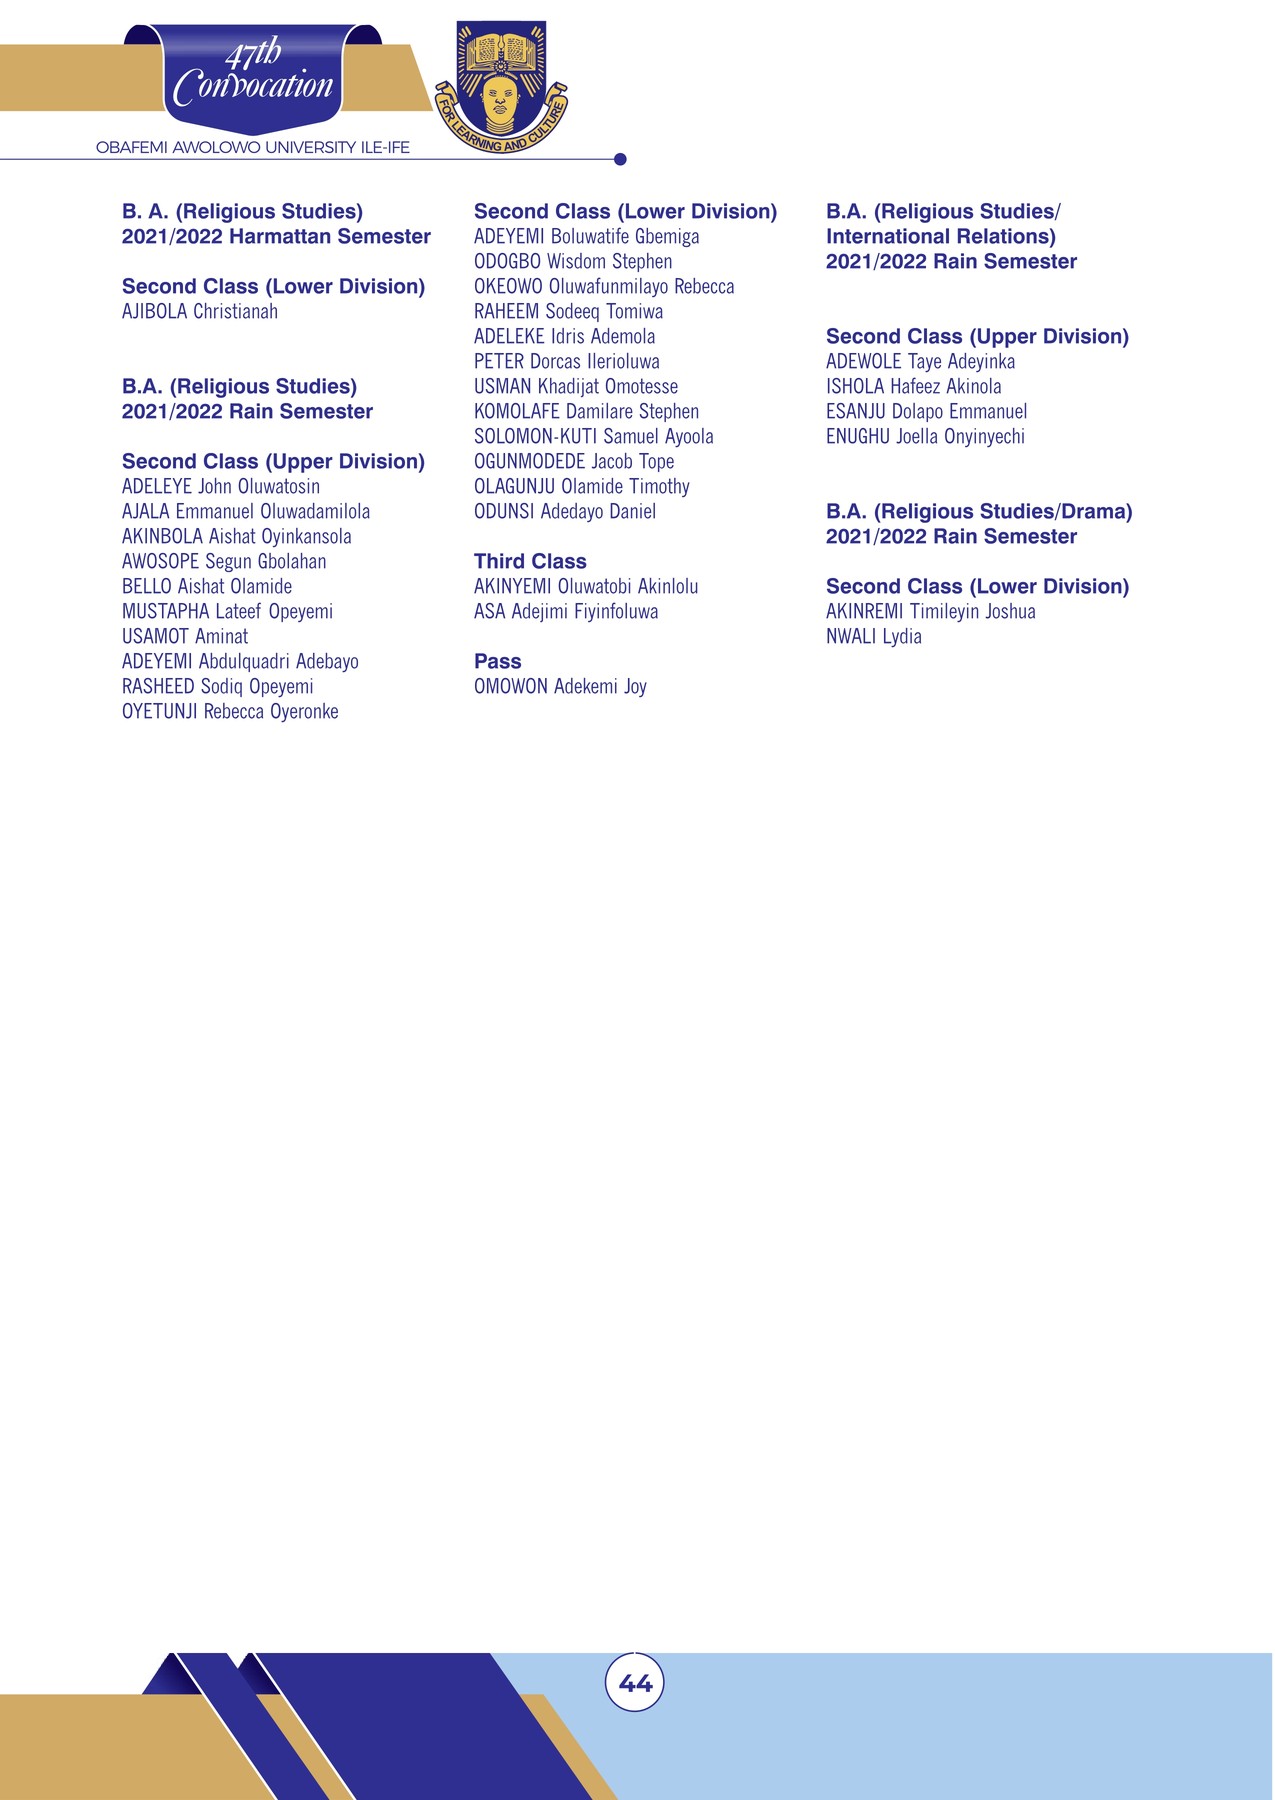 47th
Convocation
FOR LEARNING AND CULTURE
OBAFEMI AWOLOWO UNIVERSITY ILE-IFE
B. A. (Religious Studies)
2021/2022 Harmattan Semester
Second Class (Lower Division)
AJIBOLA Christianah
B.A. (Religious Studies)
2021/2022 Rain Semester
Second Class (Upper Division)
ADELEYE John Oluwatosin
AJALA Emmanuel Oluwadamilola
AKINBOLA Aishat Oyinkansola
AWOSOPE Segun Gbolahan
BELLO Aishat Olamide
MUSTAPHA Lateef Opeyemi
USAMOT Aminat
ADEYEMI Abdulquadri Adebayo
RASHEED Sodiq Opeyemi
OYETUNJI Rebecca Oyeronke
Second Class (Lower Division)
ADEYEMI Boluwatife Gbemiga
ODOGBO Wisdom Stephen
OKEOWO Oluwafunmilayo Rebecca
RAHEEM Sodeeq Tomiwa
ADELEKE Idris Ademola
PETER Dorcas Ilerioluwa
USMAN Khadijat Omotesse
KOMOLAFE Damilare Stephen
SOLOMON-KUTI Samuel Ayoola
OGUNMODEDE Jacob Tope
OLAGUNJU Olamide Timothy
ODUNSI Adedayo Daniel
Third Class
AKINYEMI Oluwatobi Akinlolu
ASA Adejimi Fiyinfoluwa
Pass
OMOWON Adekemi Joy
B.A. (Religious Studies/
International Relations)
2021/2022 Rain Semester
Second Class (Upper Division)
ADEWOLE Taye Adeyinka
ISHOLA Hafeez Akinola
ESANJU Dolapo Emmanuel
ENUGHU Joella Onyinyechi
B.A. (Religious Studies/Drama)
2021/2022 Rain Semester
Second Class (Lower Division)
AKINREMI Timileyin Joshua
NWALI Lydia
44